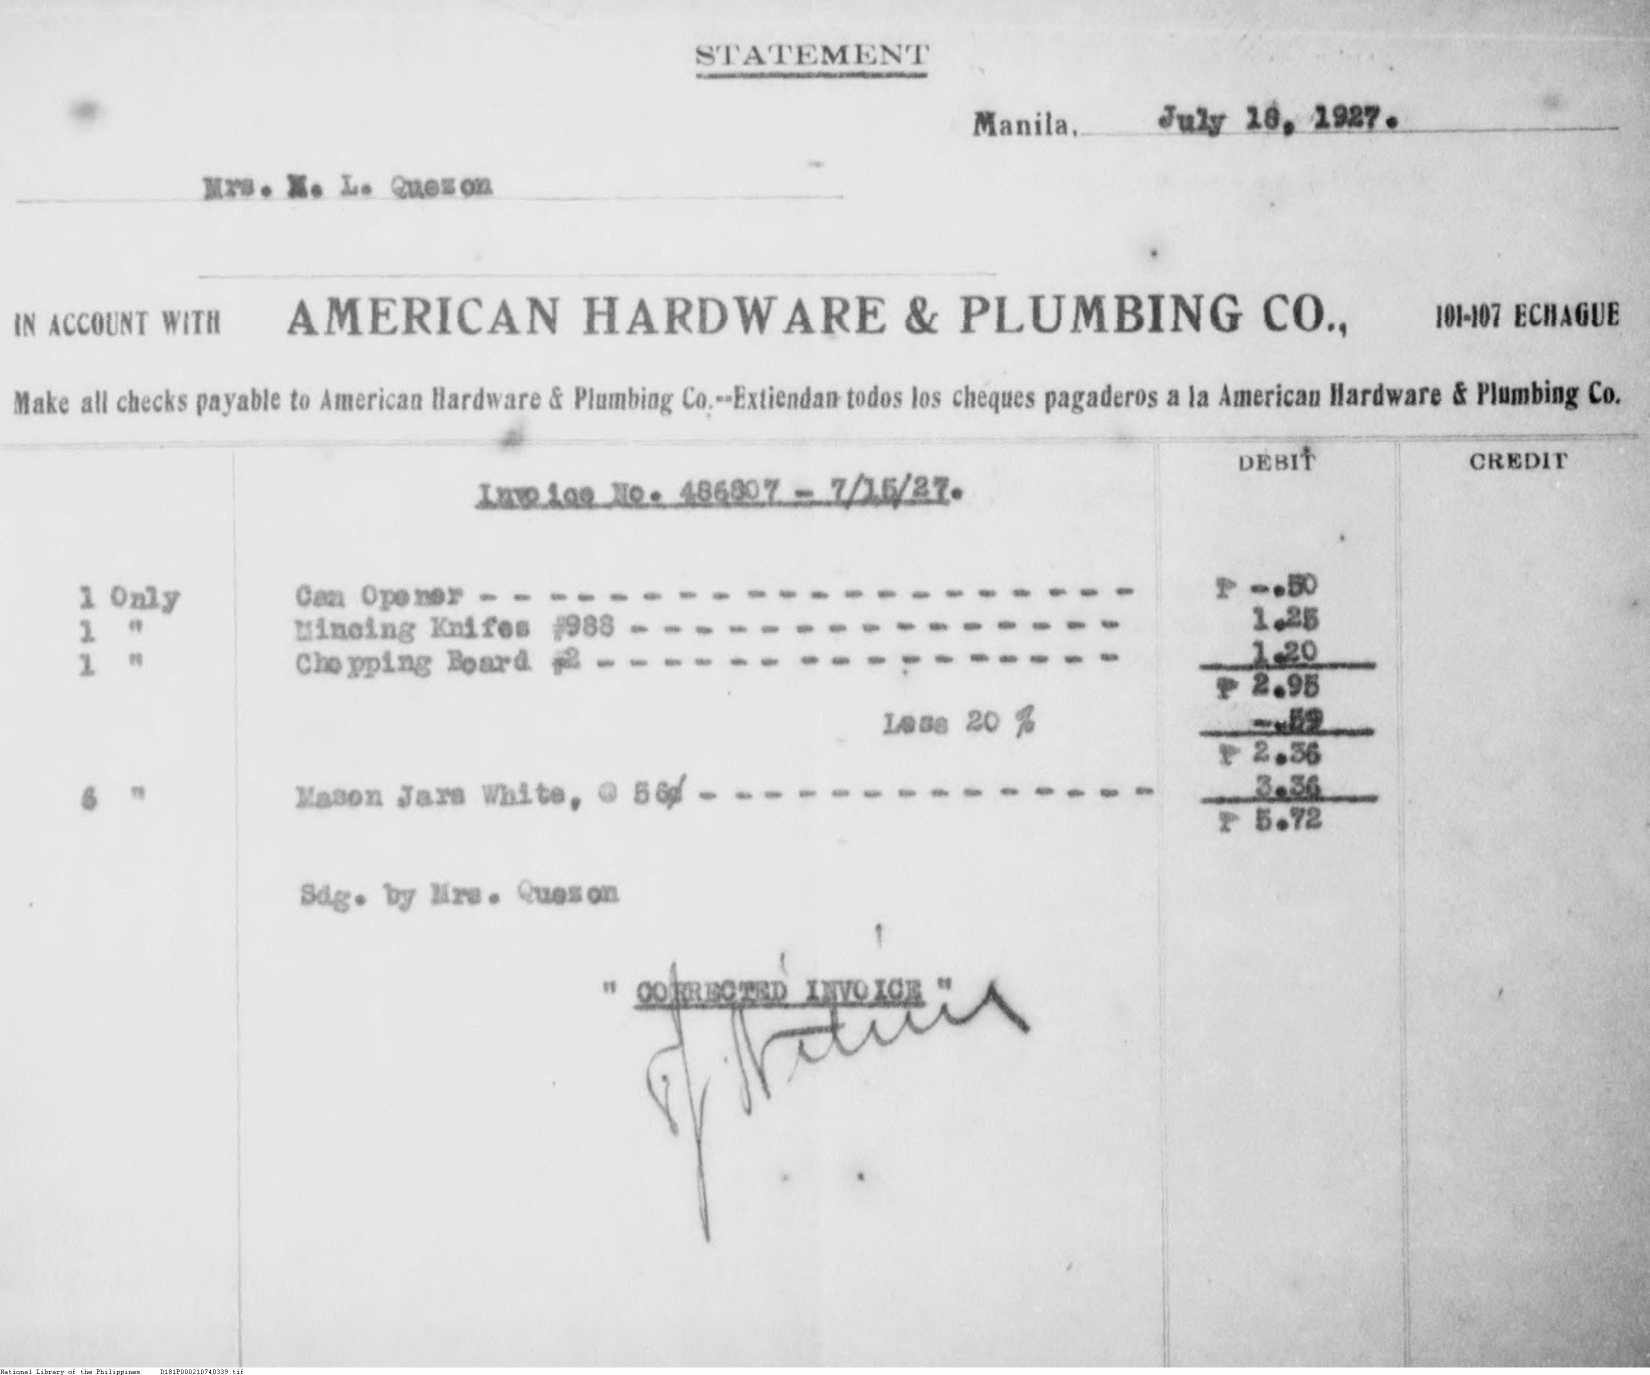 STATEMENT
Manila, July 18, 1927.
Mrs. M. L. Quezon
IN ACCOUNT WITH AMERICAN HARDWARE & PLUMBING CO., 101-107 ECHAGUE
Make all checks payable to American Hardware & Plumbing Co.--Extiendan todos los cheques pagaderos a la American Hardware & Plumbing Co.
DEBIT CREDIT
Invoice No. 486807 - 7/15/27.
1 Only Can Opener - - - - - - - - - - - - - - - - - - - - ₱ -.50
1 " Mincing Knifes #988 - - - - - - - - - - - - - - - 1.25
1 " Chopping Board #2 - - - - - - - - - - - - - - - - 1.20
₱ 2.95
Less 20 % -.59
₱ 2.36
6 " Mason Jars White, @ 56¢ - - - - - - - - - - - - - - 3.36
₱ 5.72
Sdg. by Mrs. Quezon
" CORRECTED INVOICE "
National Library of the Philippines D181P000210740339.tif